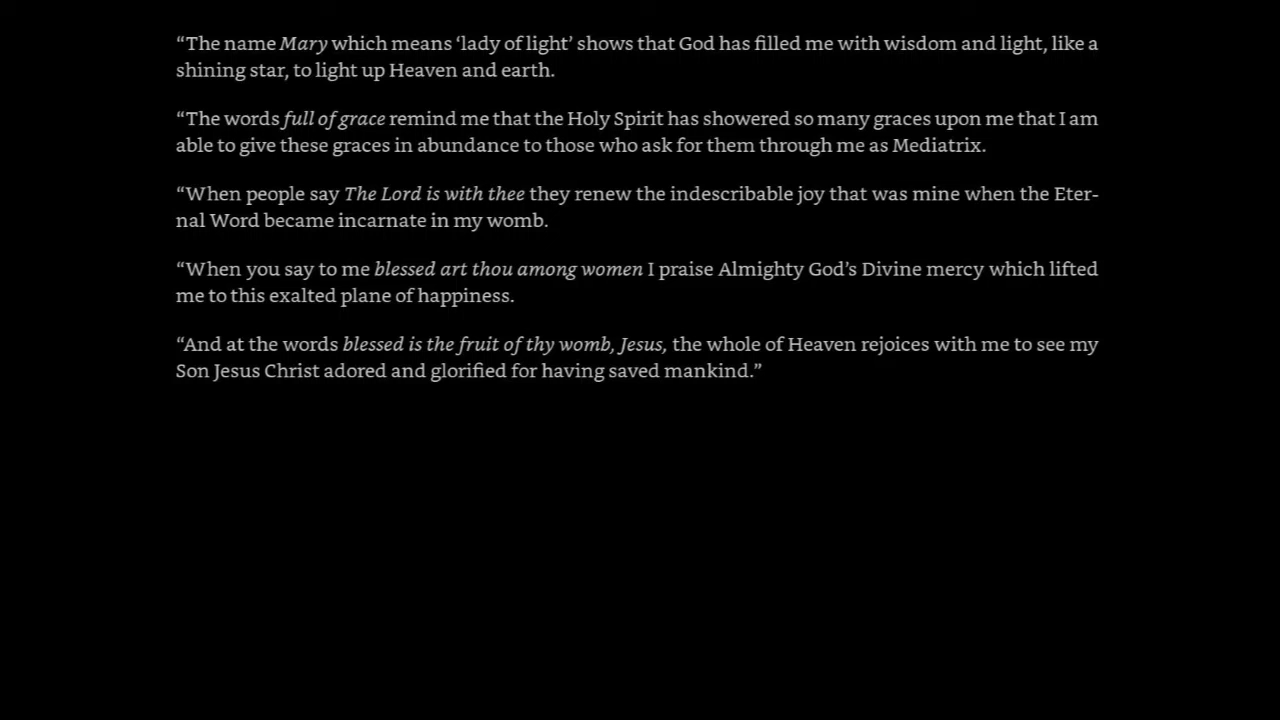 “The name Mary which means ‘lady of light’ shows that God has filled me with wisdom and light, like a
shining star, to light up Heaven and earth.
“The words full of grace remind me that the Holy Spirit has showered so many graces upon me that I am
able to give these graces in abundance to those who ask for them through me as Mediatrix.
“When people say The Lord is with thee they renew the indescribable joy that was mine when the Eter-
nal Word became incarnate in my womb.
“When you say to me blessed art thou among women I praise Almighty God’s Divine mercy which lifted
me to this exalted plane of happiness.
“And at the words blessed is the fruit of thy womb, Jesus, the whole of Heaven rejoices with me to see my
Son Jesus Christ adored and glorified for having saved mankind.”